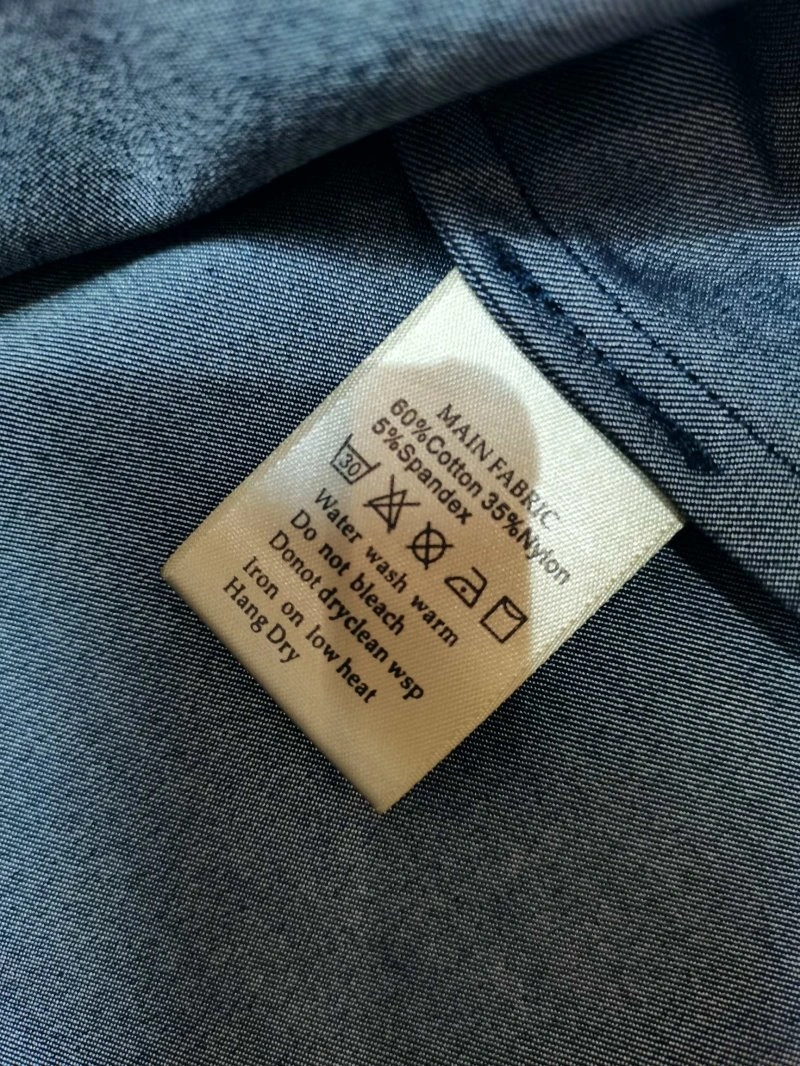 MAIN FABRIC
60%Cotton 35%Nylon
5%Spandex
30
Water wash warm
Do not bleach
Donot dryclean wsp
Iron on low heat
Hang Dry